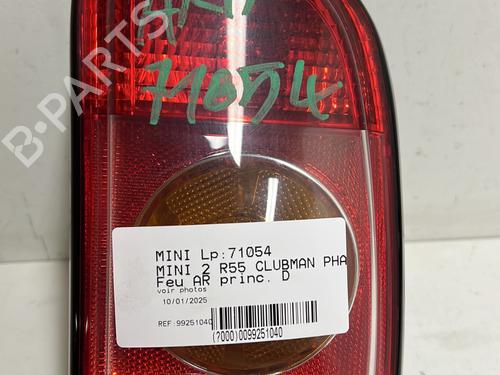 B-PARTS
71054
MINI Lp:71054
MINI 2 R55 CLUBMAN PHA
Feu AR princ. D
voir photos
10/01/2025
REF:99251040
(?000)0099251040